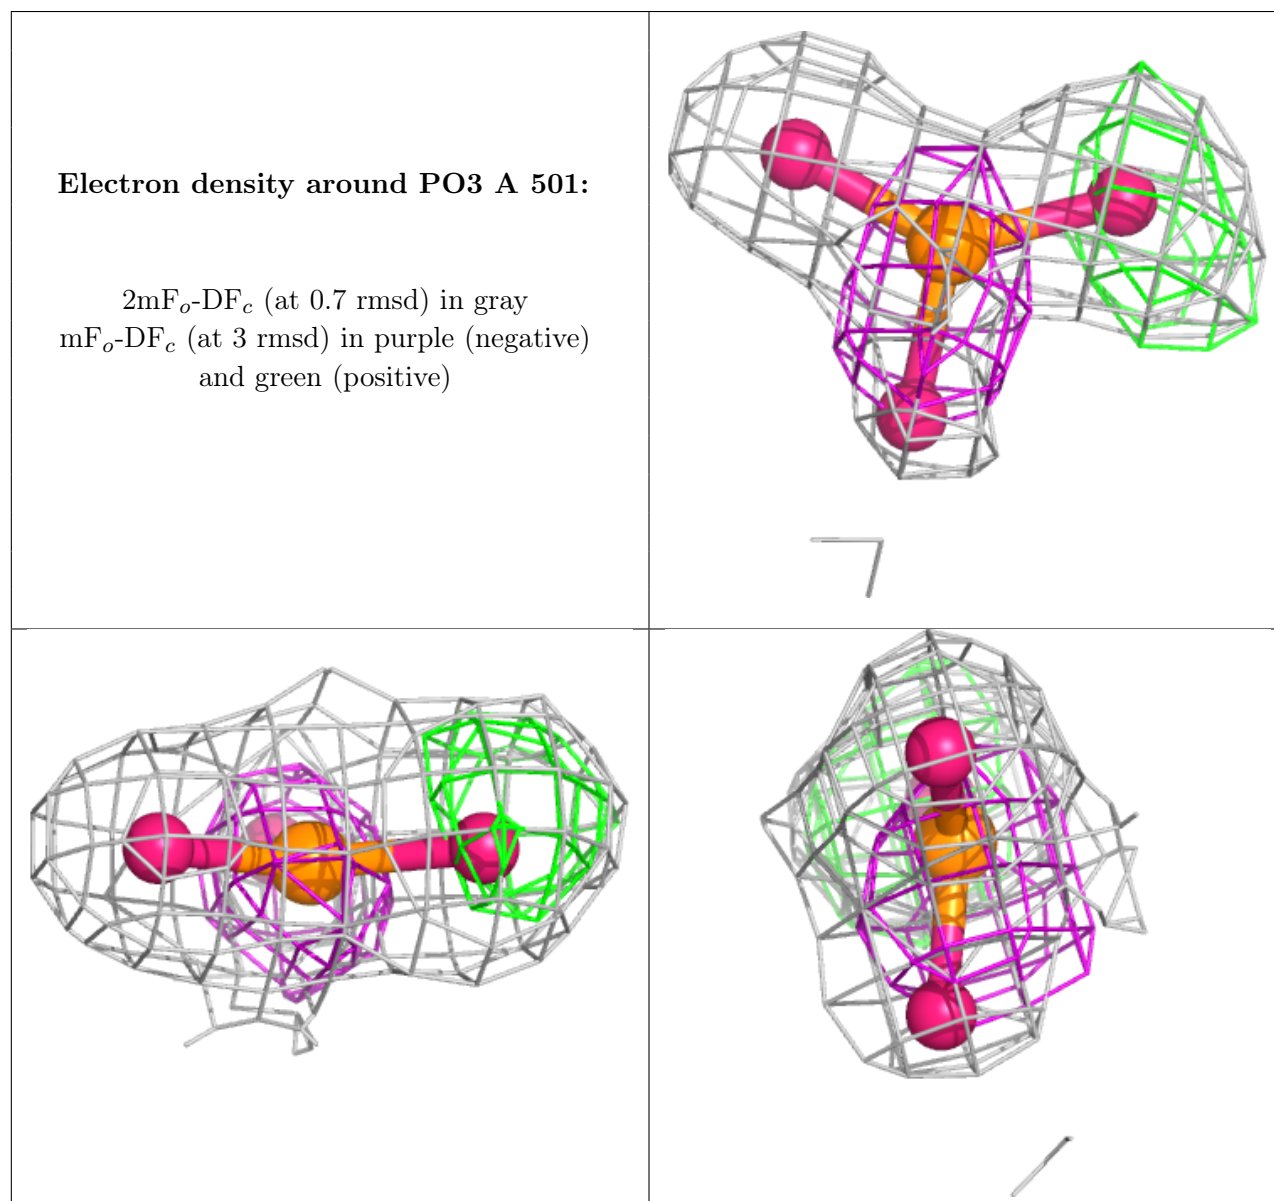 Electron density around PO3 A 501:
2mFo-DFc (at 0.7 rmsd) in gray
mFo-DFc (at 3 rmsd) in purple (negative)
and green (positive)